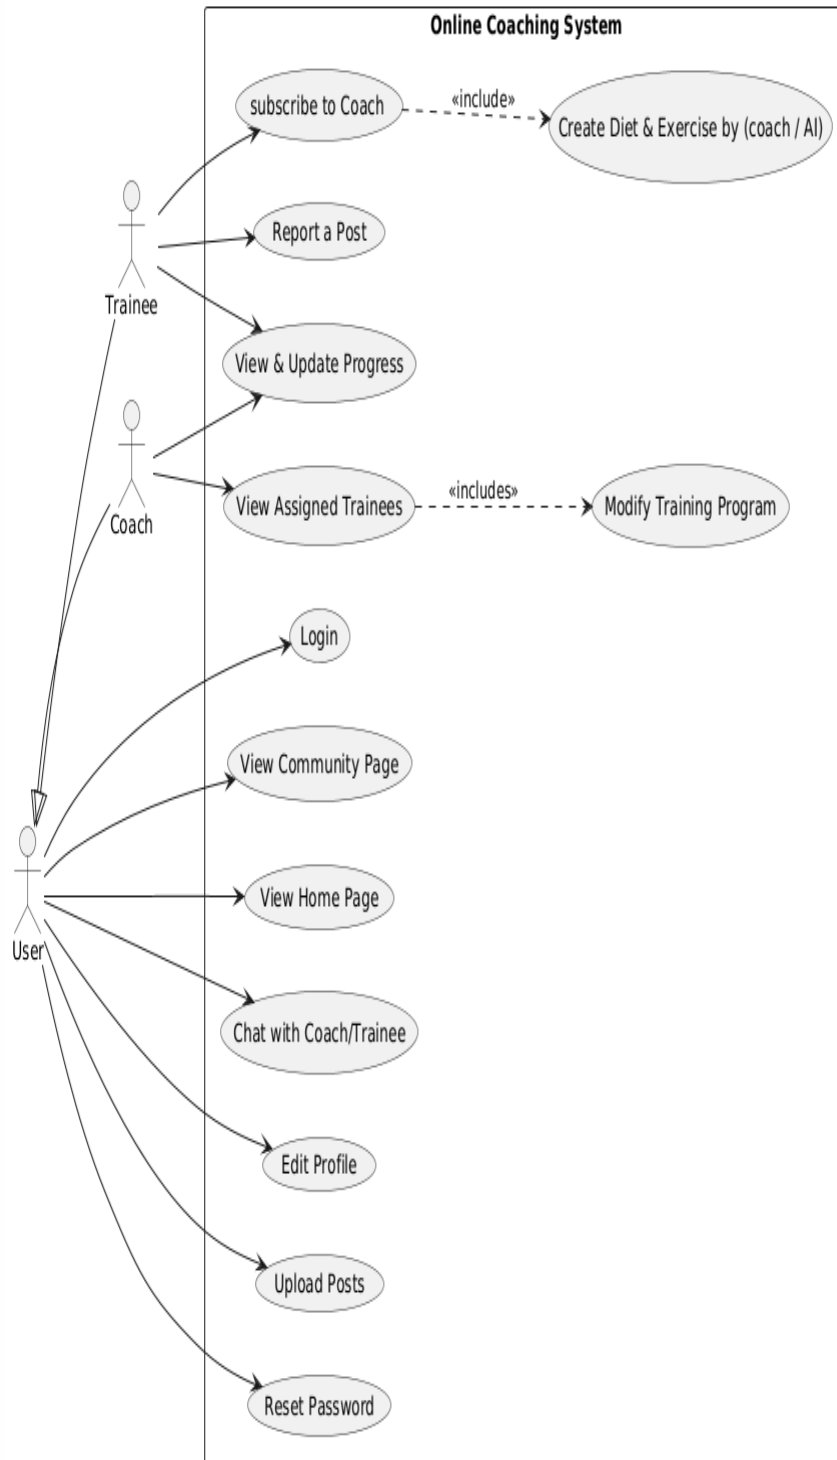 Online Coaching System
subscribe to Coach
«include»
Create Diet & Exercise by (coach / AI)
Report a Post
Trainee
View & Update Progress
Coach
View Assigned Trainees
«includes»
Modify Training Program
Login
View Community Page
View Home Page
User
Chat with Coach/Trainee
Edit Profile
Upload Posts
Reset Password